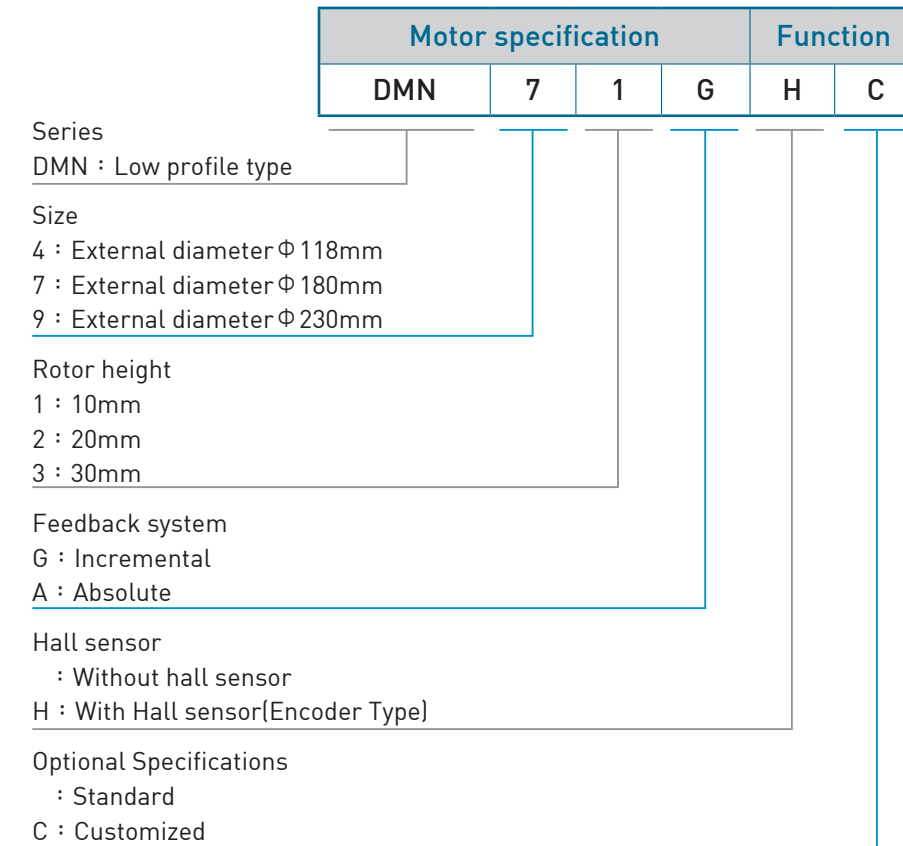 Motor specification Function
DMN 7 1 G H C
Series
DMN：Low profile type
Size
4：External diameterΦ118mm
7：External diameterΦ180mm
9：External diameterΦ230mm
Rotor height
1：10mm
2：20mm
3：30mm
Feedback system
G：Incremental
A：Absolute
Hall sensor
：Without hall sensor
H：With Hall sensor(Encoder Type)
Optional Specifications
：Standard
C：Customized